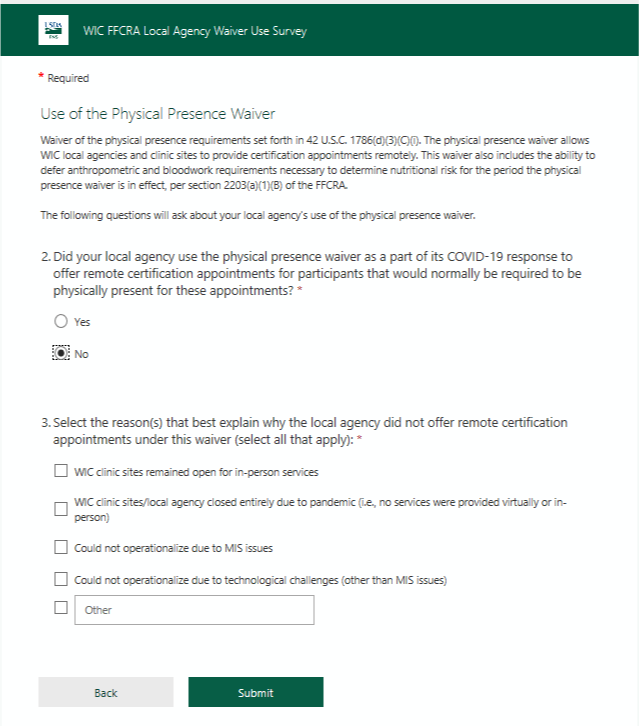 USDA
WIC FFCRA Local Agency Waiver Use Survey
* Required
Use of the Physical Presence Waiver
Waiver of the physical presence requirements set forth in 42 U.S.C. 1786(d)(3)(C)(i). The physical presence waiver allows
WIC local agencies and clinic sites to provide certification appointments remotely. This waiver also includes the ability to
defer anthropometric and bloodwork requirements necessary to determine nutritional risk for the period the physical
presence waiver is in effect, per section 2203(a)(1)(B) of the FFCRA.
The following questions will ask about your local agency's use of the physical presence waiver.
2. Did your local agency use the physical presence waiver as a part of its COVID-19 response to
offer remote certification appointments for participants that would normally be required to be
physically present for these appointments? *
Yes
No
3. Select the reason(s) that best explain why the local agency did not offer remote certification
appointments under this waiver (select all that apply): *
WIC clinic sites remained open for in-person services
WIC clinic sites/local agency closed entirely due to pandemic (i.e., no services were provided virtually or in-
person)
Could not operationalize due to MIS issues
Could not operationalize due to technological challenges (other than MIS issues)
Other
Back Submit